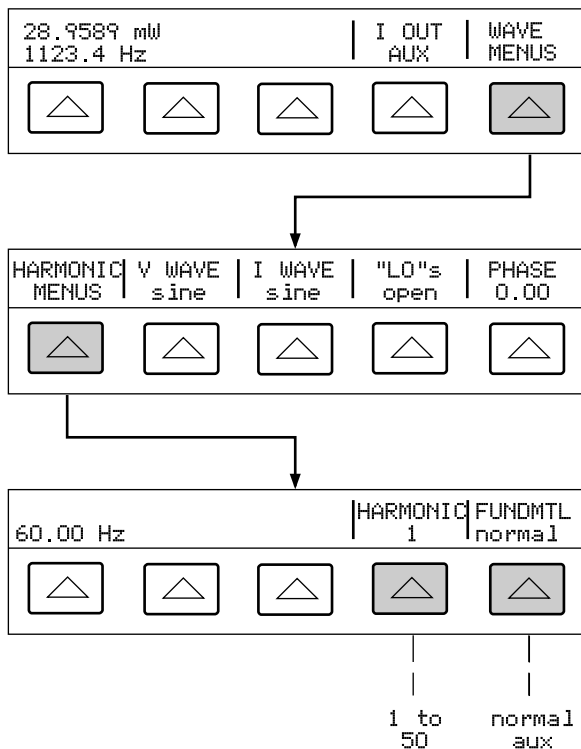 28.9589 mW
1123.4 Hz
I OUT
AUX
WAVE
MENUS
HARMONIC
MENUS
V WAVE
sine
I WAVE
sine
"LO"s
open
PHASE
0.00
60.00 Hz
HARMONIC
1
FUNDMTL
normal
1 to
50
normal
aux